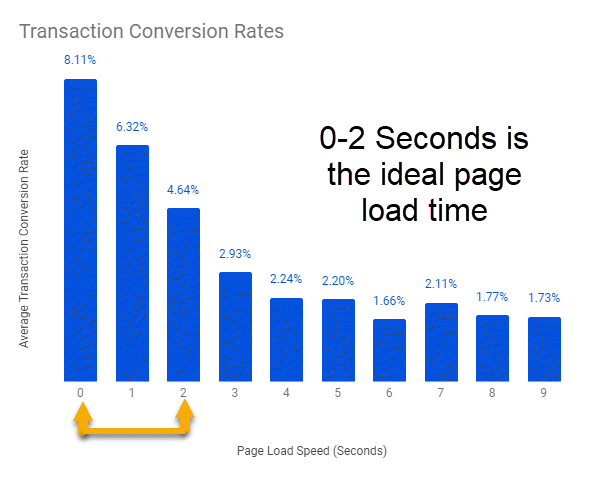 Transaction Conversion Rates
8.11%
6.32%
4.64%
2.93%
2.24%
2.20%
1.66%
2.11%
1.77%
1.73%
0-2 Seconds is
the ideal page
load time
Average Transaction Conversion Rate
0 1 2 3 4 5 6 7 8 9
Page Load Speed (Seconds)